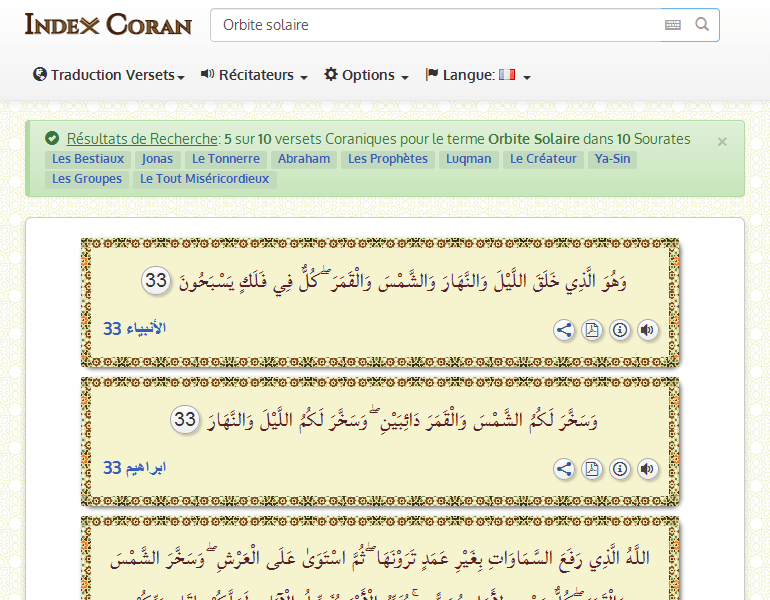 Index Coran
Orbite solaire
Traduction Versets Récitateurs Options Langue:
Résultats de Recherche: 5 sur 10 versets Coraniques pour le terme Orbite Solaire dans 10 Sourates
×
Les Bestiaux Jonas Le Tonnerre Abraham Les Prophètes Luqman Le Créateur Ya-Sin
Les Groupes Le Tout Miséricordieux
وَهُوَ الَّذِي خَلَقَ اللَّيْلَ وَالنَّهَارَ وَالشَّمْسَ وَالْقَمَرَ ۖ كُلٌّ فِي فَلَكٍ يَسْبَحُونَ 33
الأنبياء 33
وَسَخَّرَ لَكُمُ الشَّمْسَ وَالْقَمَرَ دَائِبَيْنِ ۖ وَسَخَّرَ لَكُمُ اللَّيْلَ وَالنَّهَارَ 33
ابراهيم 33
اللَّهُ الَّذِي رَفَعَ السَّمَاوَاتِ بِغَيْرِ عَمَدٍ تَرَوْنَهَا ۖ ثُمَّ اسْتَوَىٰ عَلَى الْعَرْشِ ۖ وَسَخَّرَ الشَّمْسَ